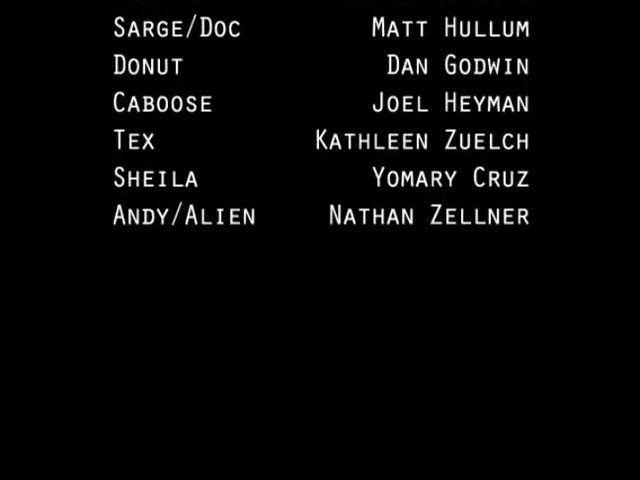 Sarge/Doc Matt Hullum
Donut Dan Godwin
Caboose Joel Heyman
Tex Kathleen Zuelch
Sheila Yomary Cruz
Andy/Alien Nathan Zellner